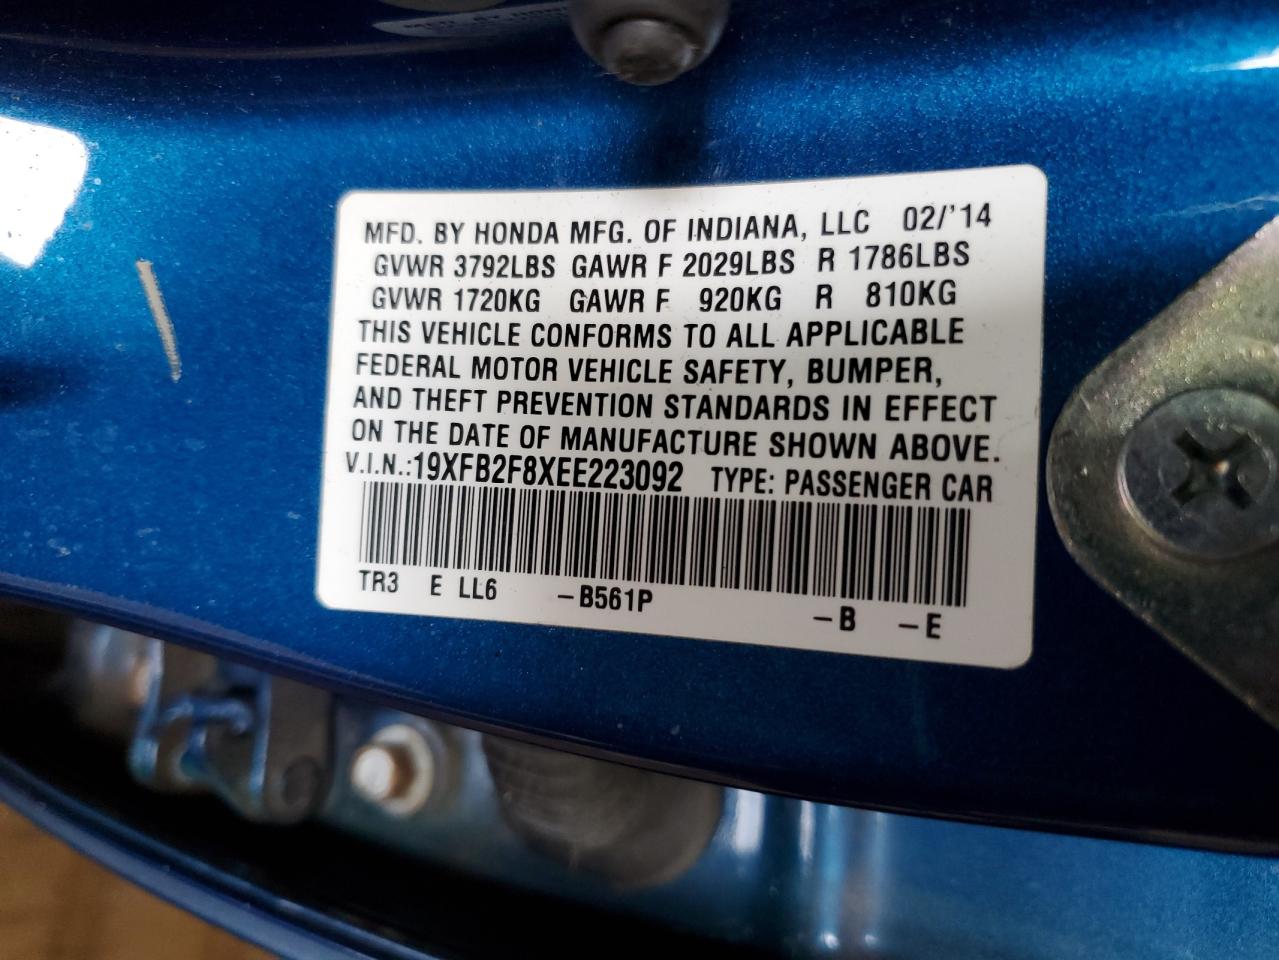 MFD. BY HONDA MFG. OF INDIANA, LLC 02/'14
GVWR 3792LBS GAWR F 2029LBS R 1786LBS
GVWR 1720KG GAWR F 920KG R 810KG
THIS VEHICLE CONFORMS TO ALL APPLICABLE
FEDERAL MOTOR VEHICLE SAFETY, BUMPER,
AND THEFT PREVENTION STANDARDS IN EFFECT
ON THE DATE OF MANUFACTURE SHOWN ABOVE.
V.I.N.:19XFB2F8XEE223092 TYPE: PASSENGER CAR
TR3 E LL6 -B561P -B -E